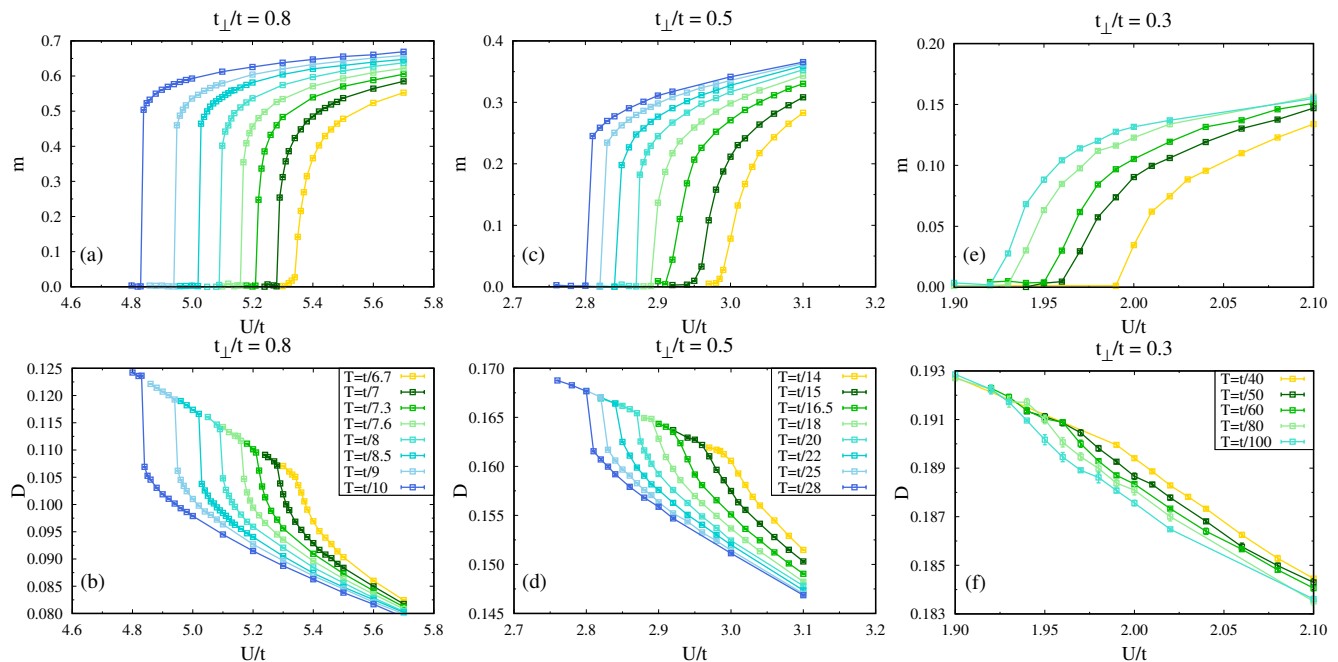 t⊥/t = 0.8
0.7
0.6
0.5
0.4
0.3
0.2
0.1
0.0
m
(a)
4.6 4.8 5.0 5.2 5.4 5.6 5.8
U/t
t⊥/t = 0.5
0.4
0.3
0.2
0.1
0.0
m
(c)
2.7 2.8 2.9 3.0 3.1 3.2
U/t
t⊥/t = 0.3
0.20
0.15
0.10
0.05
0.00
m
(e)
1.90 1.95 2.00 2.05 2.10
U/t
t⊥/t = 0.8
0.125
0.120
0.115
0.110
0.105
0.100
0.095
0.090
0.085
0.080
D
T=t/6.7
T=t/7
T=t/7.3
T=t/7.6
T=t/8
T=t/8.5
T=t/9
T=t/10
(b)
4.6 4.8 5.0 5.2 5.4 5.6 5.8
U/t
t⊥/t = 0.5
0.170
0.165
0.160
0.155
0.150
0.145
D
T=t/14
T=t/15
T=t/16.5
T=t/18
T=t/20
T=t/22
T=t/25
T=t/28
(d)
2.7 2.8 2.9 3.0 3.1 3.2
U/t
t⊥/t = 0.3
0.193
0.191
0.189
0.187
0.185
0.183
D
T=t/40
T=t/50
T=t/60
T=t/80
T=t/100
(f)
1.90 1.95 2.00 2.05 2.10
U/t